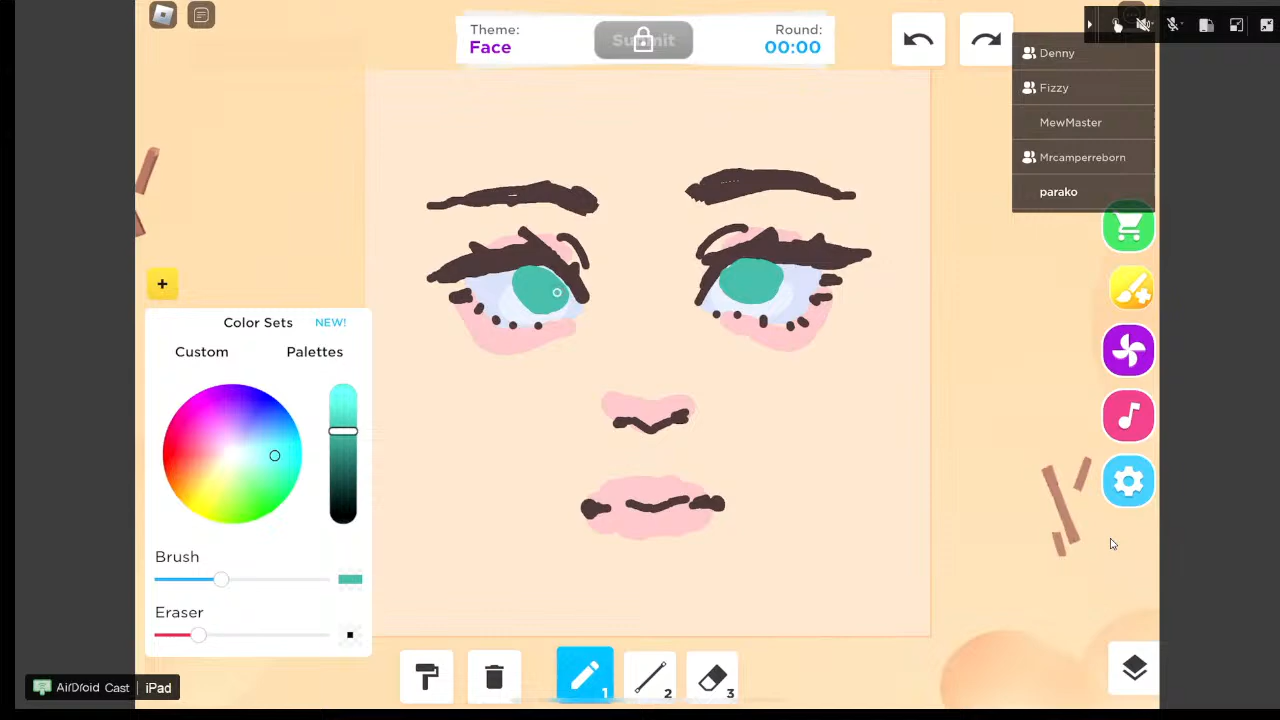 Theme:
Face
Submit
Round:
00:00
Denny
Fizzy
MewMaster
Mrcamperreborn
parako
+
Color Sets NEW!
Custom Palettes
Brush
Eraser
1
2
3
AirDroid Cast | iPad